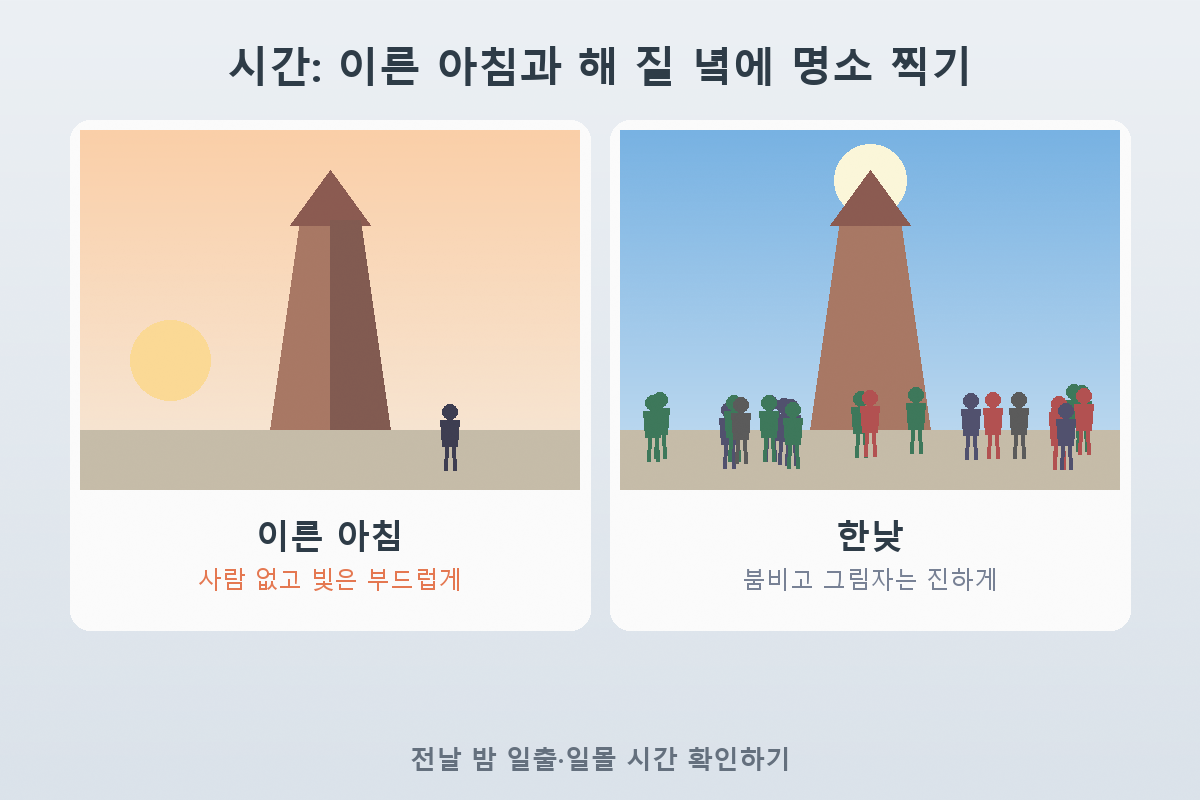 시간: 이른 아침과 해 질 녘에 명소 찍기
이른 아침
사람 없고 빛은 부드럽게
한낮
붐비고 그림자는 진하게
전날 밤 일출·일몰 시간 확인하기